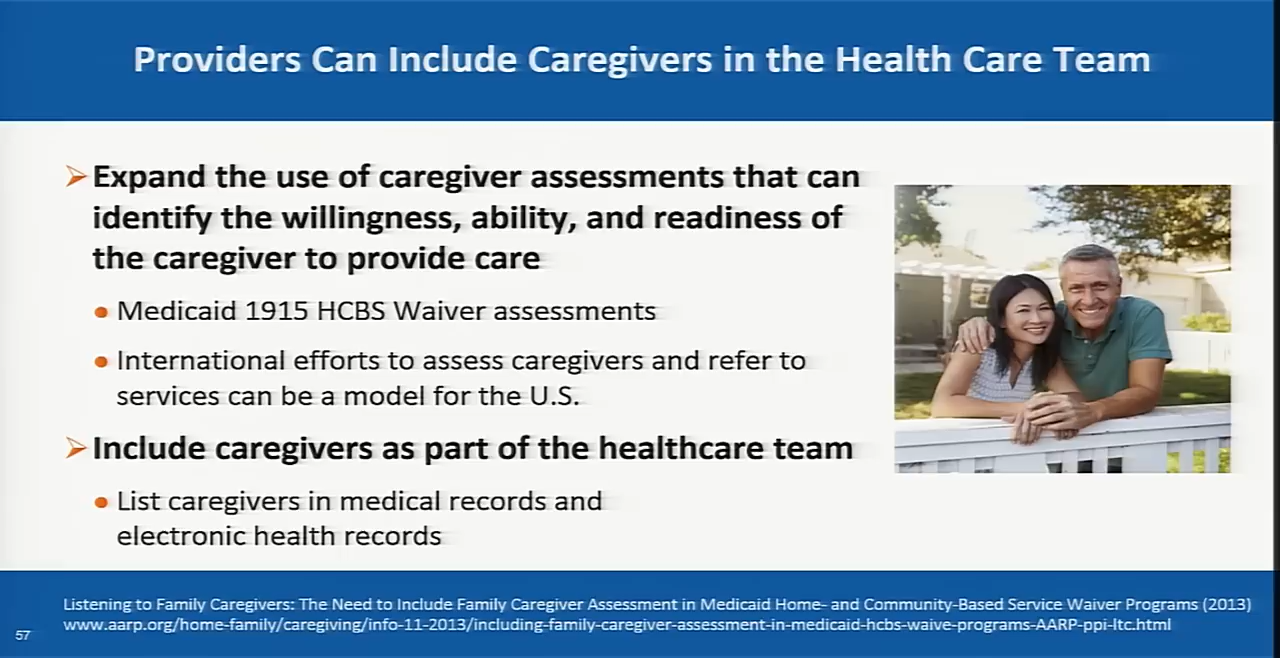 Providers Can Include Caregivers in the Health Care Team
Expand the use of caregiver assessments that can
identify the willingness, ability, and readiness of
the caregiver to provide care
Medicaid 1915 HCBS Waiver assessments
International efforts to assess caregivers and refer to
services can be a model for the U.S.
Include caregivers as part of the healthcare team
List caregivers in medical records and
electronic health records
Listening to Family Caregivers: The Need to Include Family Caregiver Assessment in Medicaid Home- and Community-Based Service Waiver Programs (2013)
www.aarp.org/home-family/caregiving/info-11-2013/including-family-caregiver-assessment-in-medicaid-hcbs-waive-programs-AARP-ppi-ltc.html
57